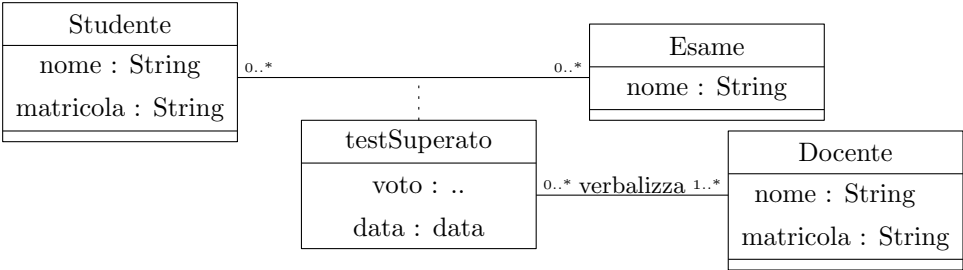 Studente
nome : String
matricola : String
0..*
0..*
Esame
nome : String
testSuperato
voto : ..
data : data
0..* verbalizza 1..*
Docente
nome : String
matricola : String